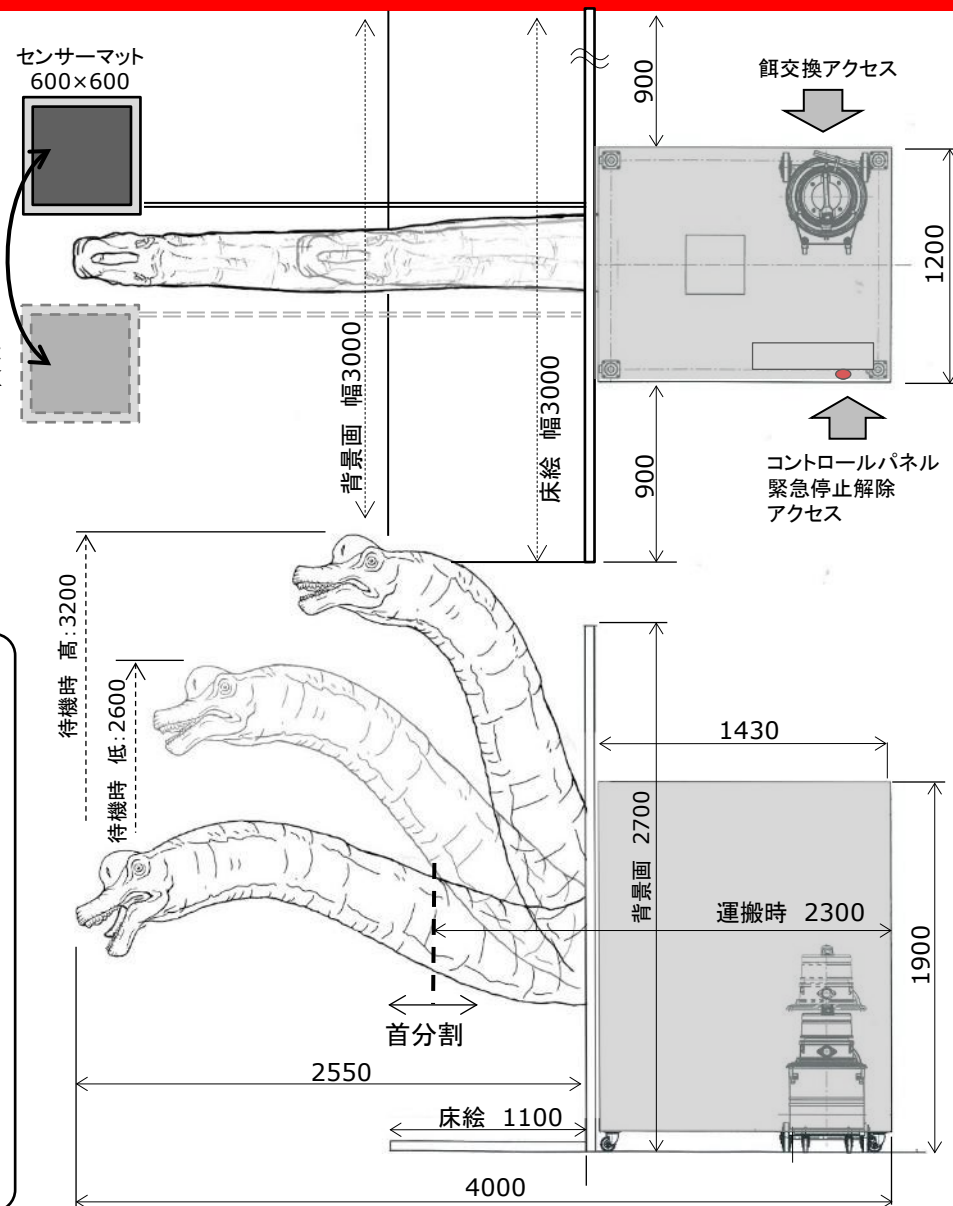 センサーマット
600×600
900
餌交換アクセス
1200
背景画 幅3000
床絵 幅3000
900
コントロールパネル
緊急停止解除
アクセス
待機時 高:3200
待機時 低:2600
1430
背景画 2700
運搬時 2300
1900
首分割
2550
床絵 1100
4000